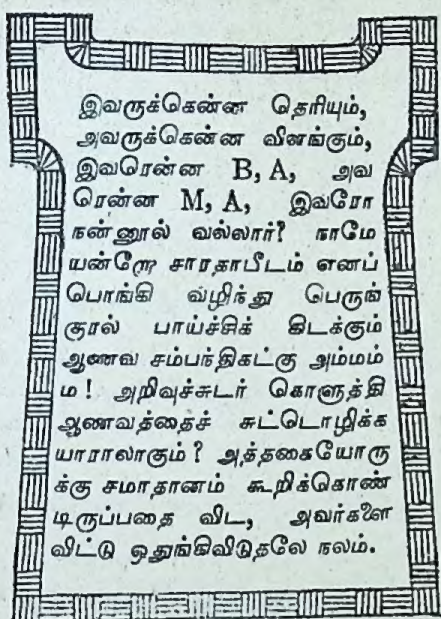 இவருக்கென்ன தெரியும்,
அவருக்கென்ன விளங்கும்,
இவரென்ன B, A, அவ
ரென்ன M, A, இவரோ
நன்னூல் வல்லார்? நாமே
யன்றோ சாரதாபீடம் எனப்
பொங்கி வழிந்து பெருங்
குரல் பாய்ச்சிக் கிடக்கும்
ஆணவ சம்பந்திகட்கு அம்மம்
ம! அறிவுச்சுடர் கொளுத்தி
ஆணவத்தைச் சுட்டொழிக்க
யாராலாகும்? அத்தகையோரு
க்கு சமாதானம் கூறிக்கொண்
டிருப்பதை விட, அவர்களை
விட்டு ஒதுங்கிவிடுதலே நலம்.